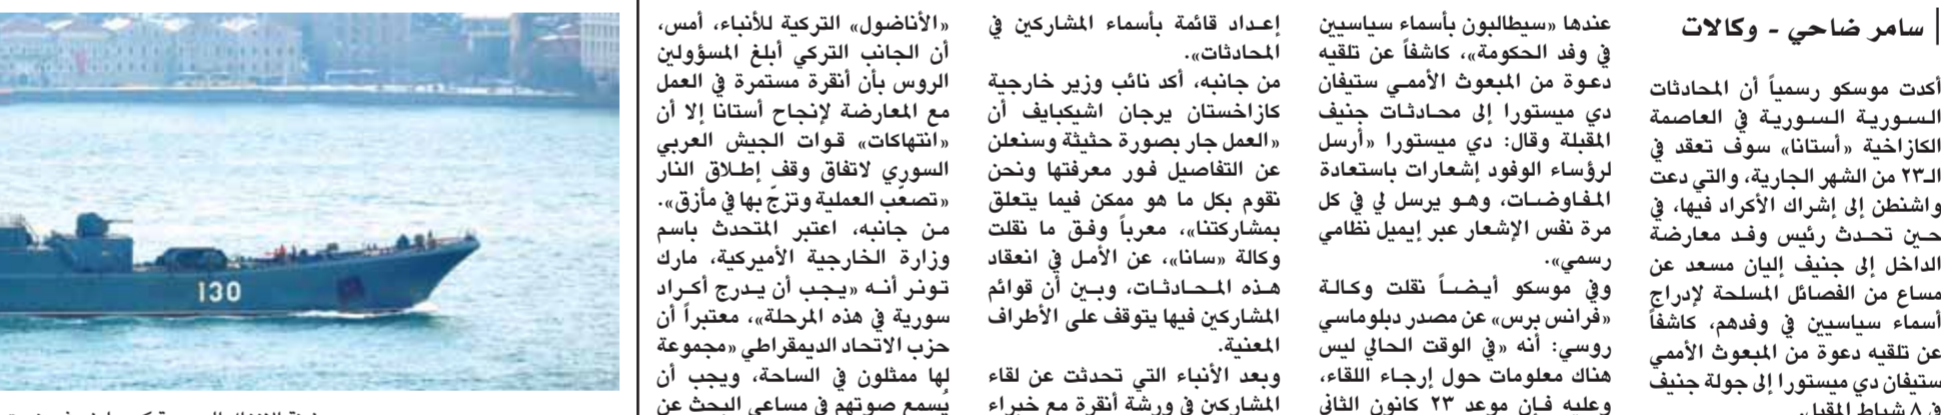 سامر ضاحي - وكالات
أكدت موسكو رسمياً أن المحادثات
السورية السورية في العاصمة
الكازاخية «أستانا» سوف تعقد في
الـ٢٣ من الشهر الجارية، والتي دعت
واشنطن إلى إشراك الأكراد فيها، في
حين تحدث رئيس وفد معارضة
الداخل إلى جنيف إليان مسعد عن
مساع من الفصائل المسلحة لإدراج
أسماء سياسيين في وفدهم، كاشفاً
عن تلقيه دعوة من المبعوث الأممي
ستيفان دي ميستورا إلى جولة جنيف
في ٨ شباط المقبل.
عندها «سيطالبون بأسماء سياسيين
في وفد الحكومة»، كاشفاً عن تلقيه
دعوة من المبعوث الأممي ستيفان
دي ميستورا إلى محادثات جنيف
المقبلة وقال: دي ميستورا «أرسل
لرؤساء الوفود إشعارات باستعادة
المفاوضات، وهو يرسل لي في كل
مرة نفس الإشعار عبر إيميل نظامي
رسمي».
وفي موسكو أيضاً نقلت وكالة
«فرانس برس» عن مصدر دبلوماسي
روسي: أنه «في الوقت الحالي ليس
هناك معلومات حول إرجاء اللقاء،
وعليه فإن موعد ٢٣ كانون الثاني
إعداد قائمة بأسماء المشاركين في
المحادثات».
من جانبه، أكد نائب وزير خارجية
كازاخستان يرجان اشيكبايف أن
«العمل جار بصورة حثيثة وسنعلن
عن التفاصيل فور معرفتها ونحن
نقوم بكل ما هو ممكن فيما يتعلق
بمشاركتنا»، معرباً وفق ما نقلت
وكالة «سانا»، عن الأمل في انعقاد
هذه المحادثات، وبين أن قوائم
المشاركين فيها يتوقف على الأطراف
المعنية.
وبعد الأنباء التي تحدثت عن لقاء
المشاركين في ورشة أنقرة مع خبراء
«الأناضول» التركية للأنباء، أمس،
أن الجانب التركي أبلغ المسؤولين
الروس بأن أنقرة مستمرة في العمل
مع المعارضة لإنجاح أستانا إلا أن
«انتهاكات» قوات الجيش العربي
السوري لاتفاق وقف إطلاق النار
«تصعّب العملية وتزجّ بها في مأزق».
من جانبه، اعتبر المتحدث باسم
وزارة الخارجية الأميركية، مارك
تونر أنه «يجب أن يدرج أكراد
سورية في هذه المرحلة»، معتبراً أن
حزب الاتحاد الديمقراطي «مجموعة
لها ممثلون في الساحة، ويجب أن
يُسمع صوتهم في مساعي البحث عن
130